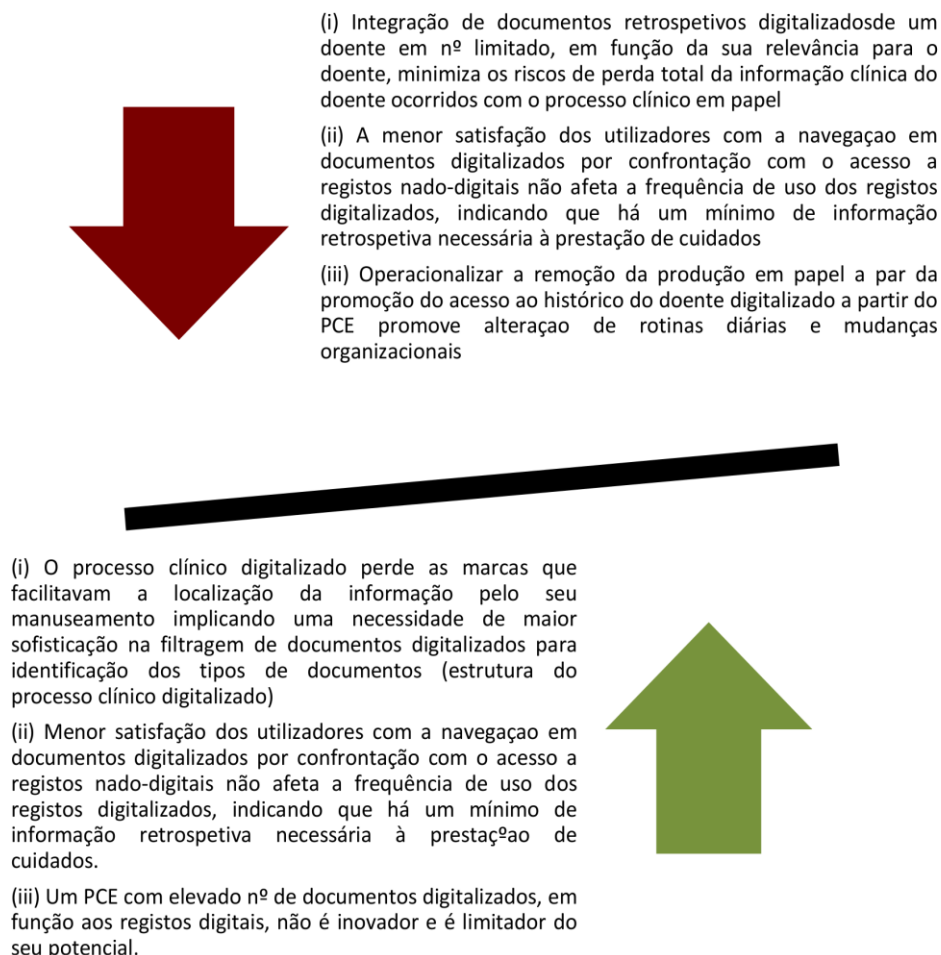 (i) Integração de documentos retrospetivos digitalizadosde um
doente em nº limitado, em função da sua relevância para o
doente, minimiza os riscos de perda total da informação clínica do
doente ocorridos com o processo clínico em papel
(ii) A menor satisfação dos utilizadores com a navegaçao em
documentos digitalizados por confrontação com o acesso a
registos nado-digitais não afeta a frequência de uso dos registos
digitalizados, indicando que há um mínimo de informação
retrospetiva necessária à prestação de cuidados
(iii) Operacionalizar a remoção da produção em papel a par da
promoção do acesso ao histórico do doente digitalizado a partir do
PCE promove alteraçao de rotinas diárias e mudanças
organizacionais
(i) O processo clínico digitalizado perde as marcas que
facilitavam a localização da informação pelo seu
manuseamento implicando uma necessidade de maior
sofisticação na filtragem de documentos digitalizados para
identificação dos tipos de documentos (estrutura do
processo clínico digitalizado)
(ii) Menor satisfação dos utilizadores com a navegaçao em
documentos digitalizados por confrontação com o acesso a
registos nado-digitais não afeta a frequência de uso dos
registos digitalizados, indicando que há um mínimo de
informação retrospetiva necessária à prestaçºao de
cuidados.
(iii) Um PCE com elevado nº de documentos digitalizados, em
função aos registos digitais, não é inovador e é limitador do
seu potencial.